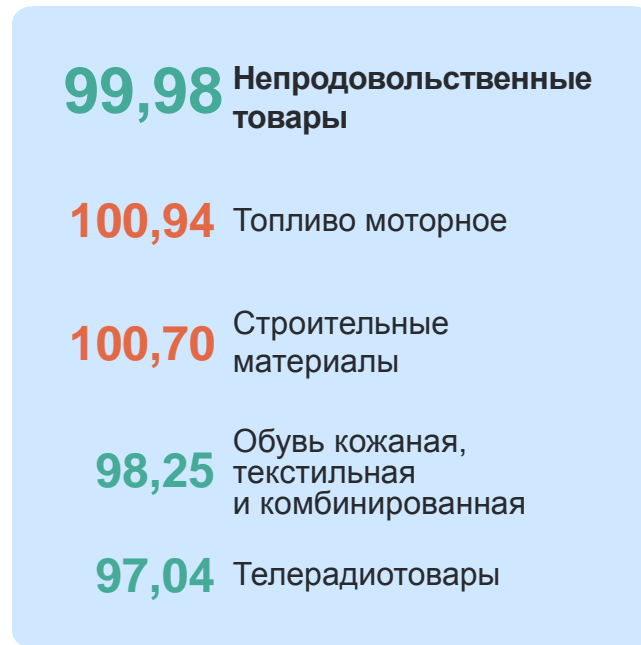 99,98 Непродовольственные
товары
100,94 Топливо моторное
100,70 Строительные
материалы
98,25 Обувь кожаная,
текстильная
и комбинированная
97,04 Телерадиотовары